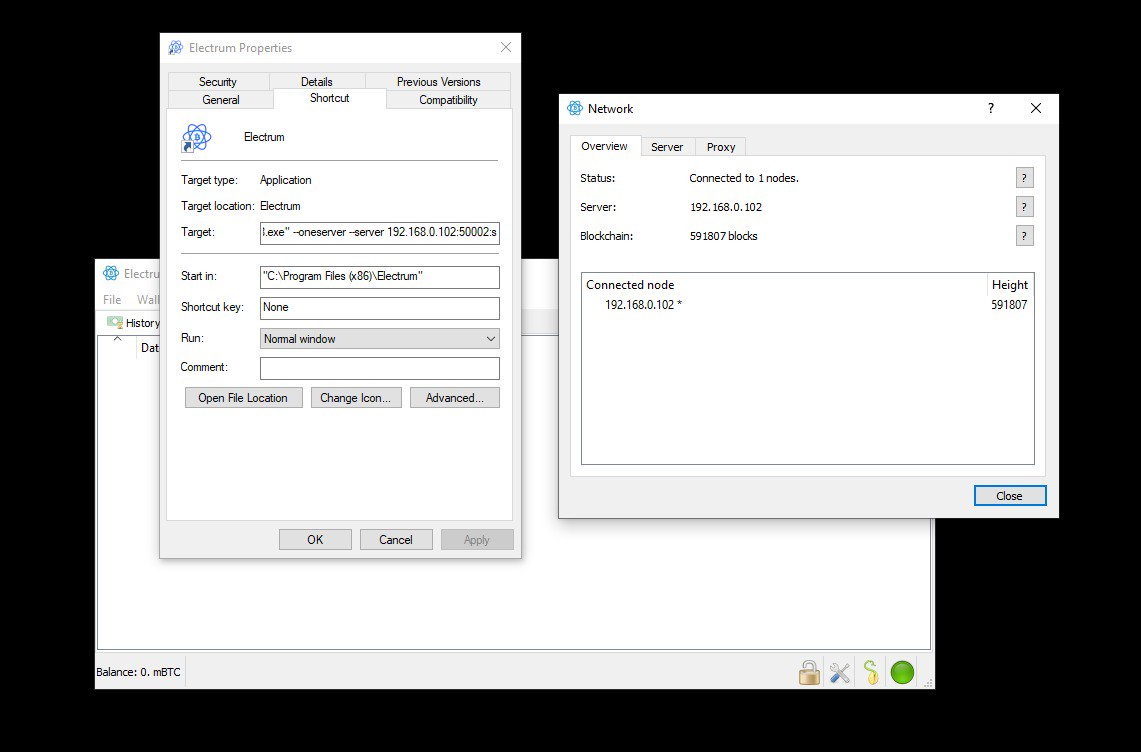 Electrum Properties
Security Details Previous Versions
General Shortcut Compatibility
Electrum
Target type: Application
Target location: Electrum
Target: .exe" --oneserver --server 192.168.0.102:50002:s
Start in: "C:\Program Files (x86)\Electrum"
Shortcut key: None
Run: Normal window
Comment:
Open File Location Change Icon... Advanced...
OK Cancel Apply
Network
?
Overview Server Proxy
Status: Connected to 1 nodes. ?
Server: 192.168.0.102 ?
Blockchain: 591807 blocks ?
Connected node Height
192.168.0.102 * 591807
Close
Electru
File Wall
History
Dat
Balance: 0. mBTC